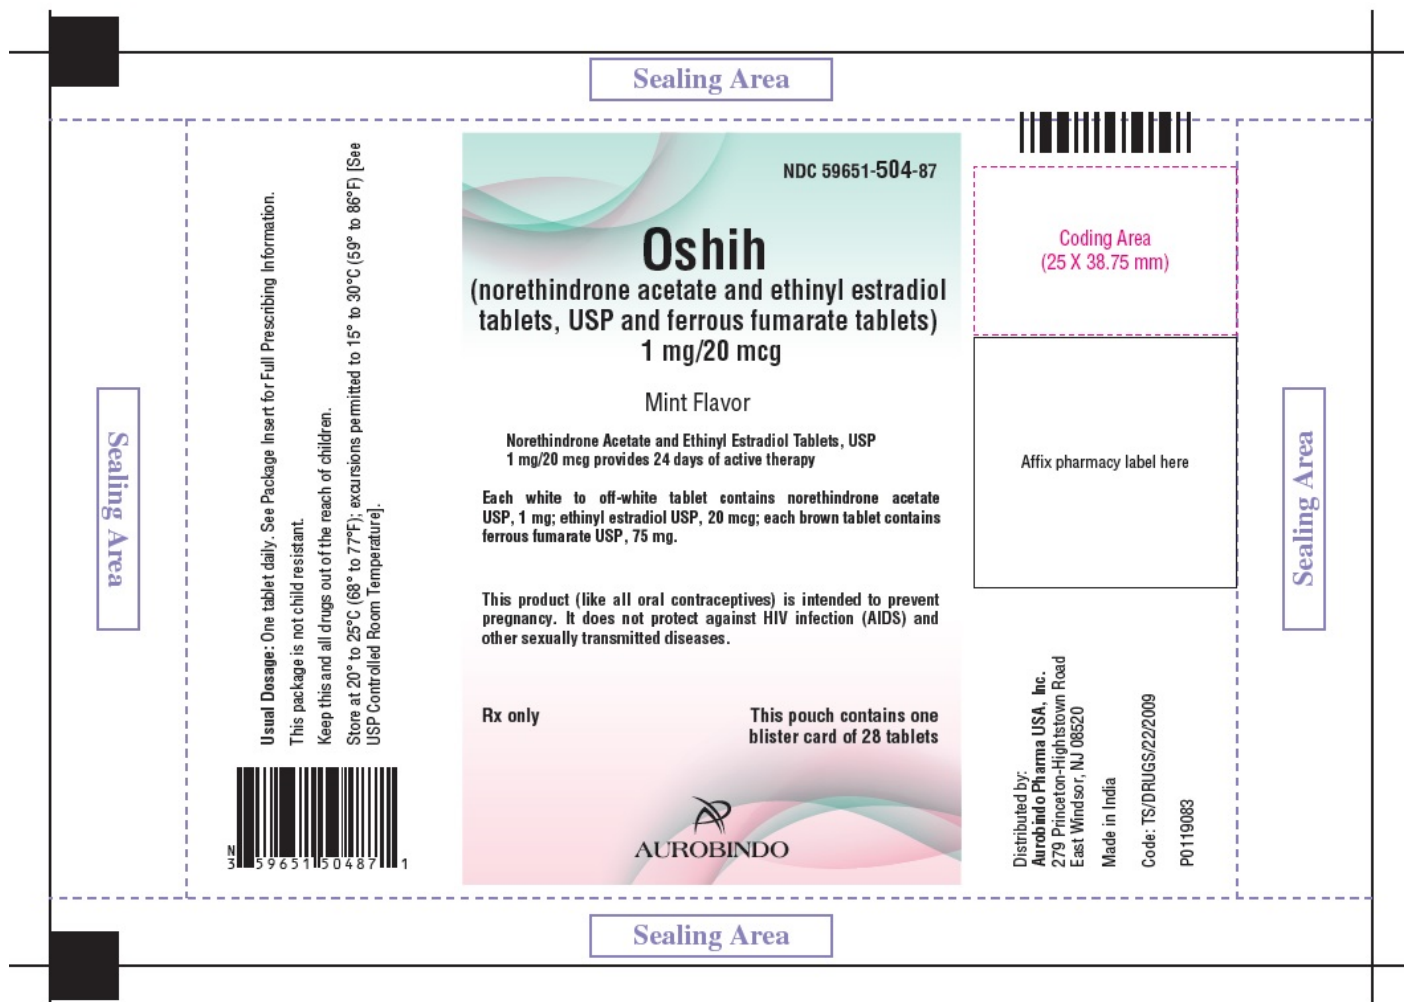 Sealing Area
Sealing Area
Usual Dosage: One tablet daily. See Package Insert for Full Prescribing Information.
This package is not child resistant.
Keep this and all drugs out of the reach of children.
Store at 20° to 25°C (68° to 77°F); excursions permitted to 15° to 30°C (59° to 86°F) [See
USP Controlled Room Temperature].
N
3 59651 50487 1
NDC 59651-504-87
Oshih
(norethindrone acetate and ethinyl estradiol
tablets, USP and ferrous fumarate tablets)
1 mg/20 mcg
Mint Flavor
Norethindrone Acetate and Ethinyl Estradiol Tablets, USP
1 mg/20 mcg provides 24 days of active therapy
Each white to off-white tablet contains norethindrone acetate
USP, 1 mg; ethinyl estradiol USP, 20 mcg; each brown tablet contains
ferrous fumarate USP, 75 mg.
This product (like all oral contraceptives) is intended to prevent
pregnancy. It does not protect against HIV infection (AIDS) and
other sexually transmitted diseases.
Rx only
This pouch contains one
blister card of 28 tablets
AUROBINDO
Coding Area
(25 X 38.75 mm)
Affix pharmacy label here
Distributed by:
Aurobindo Pharma USA, Inc.
279 Princeton-Hightstown Road
East Windsor, NJ 08520
Made in India
Code: TS/DRUGS/22/2009
P0119083
Sealing Area
Sealing Area